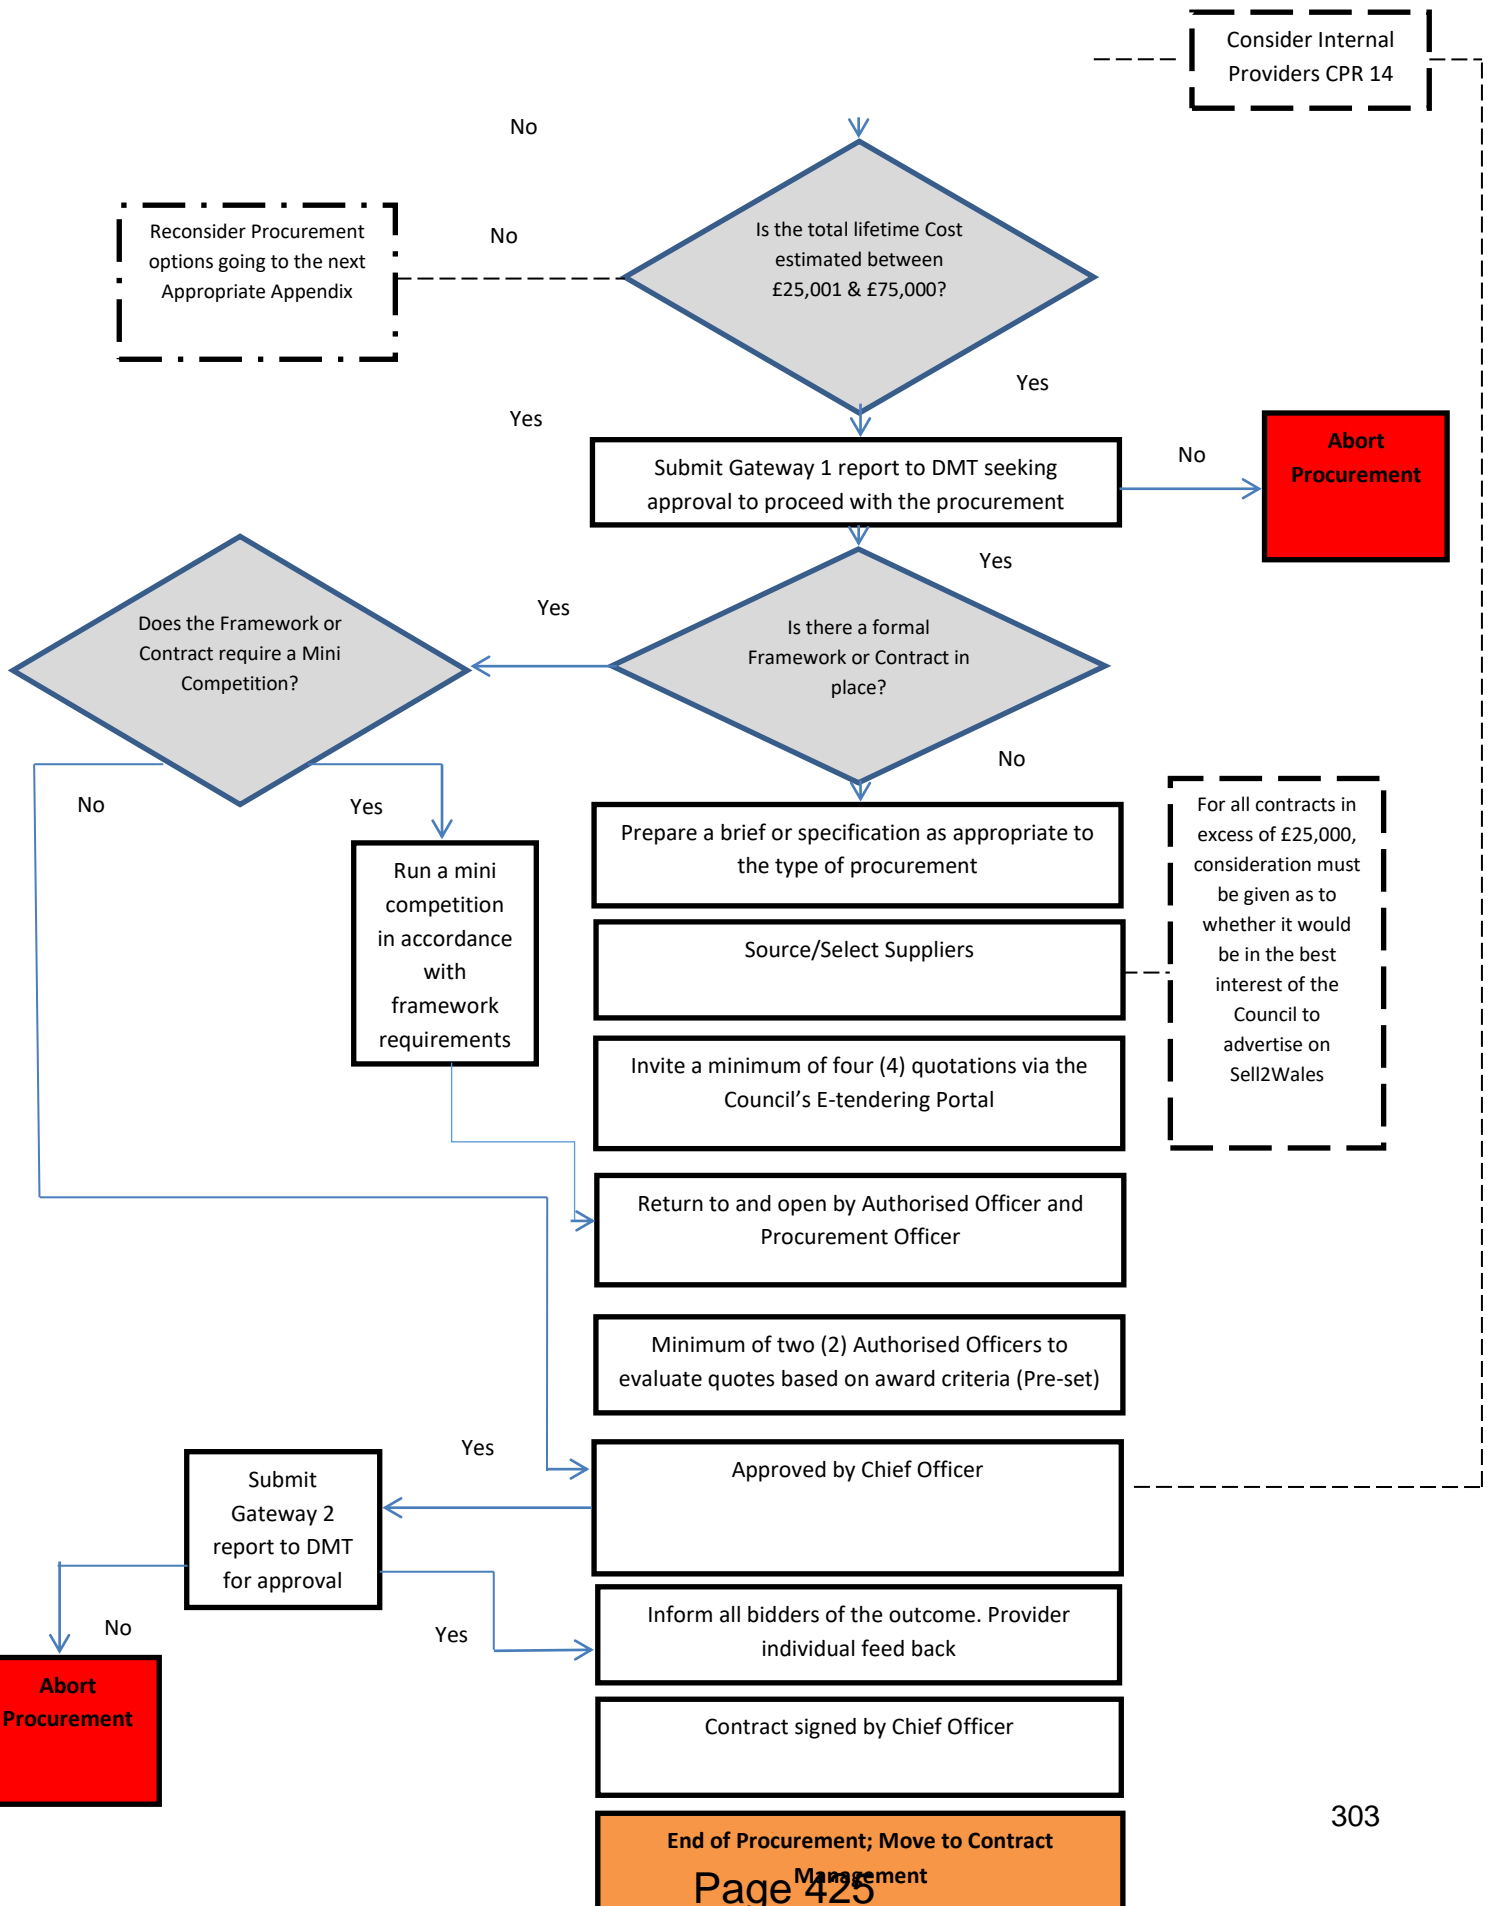 Consider Internal
Providers CPR 14
No
Is the total lifetime Cost
estimated between
£25,001 & £75,000?
No
Reconsider Procurement
options going to the next
Appropriate Appendix
Yes
Yes
Submit Gateway 1 report to DMT seeking
approval to proceed with the procurement
No
Abort
Procurement
Yes
Is there a formal
Framework or Contract in
place?
Yes
Does the Framework or
Contract require a Mini
Competition?
No
No
Yes
Run a mini
competition
in accordance
with
framework
requirements
Prepare a brief or specification as appropriate to
the type of procurement
Source/Select Suppliers
For all contracts in
excess of £25,000,
consideration must
be given as to
whether it would
be in the best
interest of the
Council to
advertise on
Sell2Wales
Invite a minimum of four (4) quotations via the
Council’s E-tendering Portal
Return to and open by Authorised Officer and
Procurement Officer
Minimum of two (2) Authorised Officers to
evaluate quotes based on award criteria (Pre-set)
Yes
Approved by Chief Officer
Submit
Gateway 2
report to DMT
for approval
No
Yes
Abort
Procurement
Inform all bidders of the outcome. Provider
individual feed back
Contract signed by Chief Officer
End of Procurement; Move to Contract
Management
303
Page 425